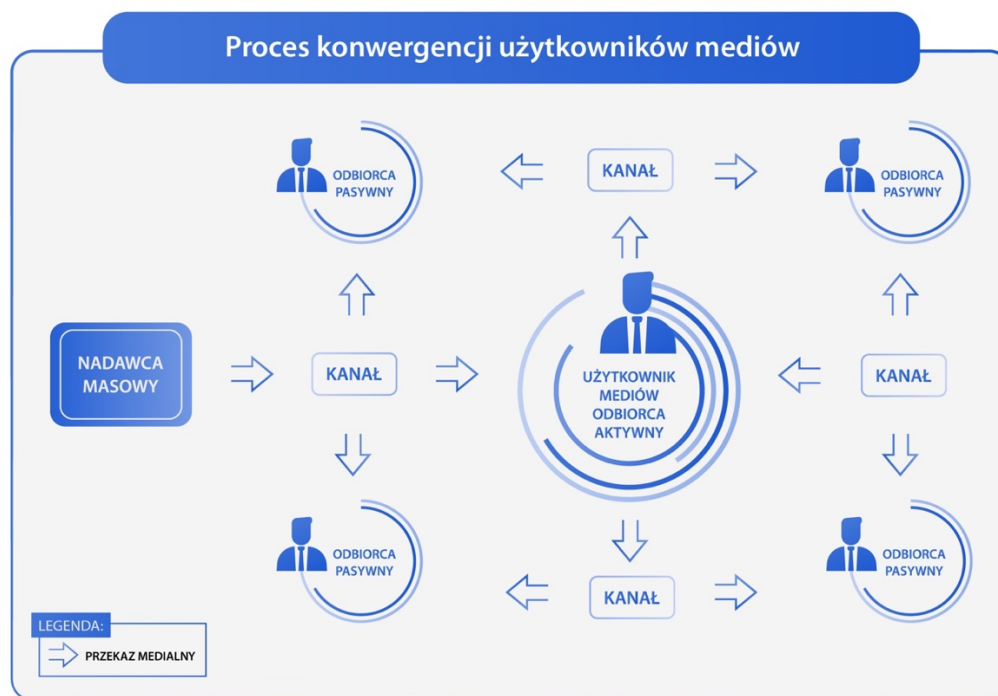 Proces konwergencji użytkowników mediów
ODBIORCA
PASYWNY
KANAŁ
ODBIORCA
PASYWNY
NADAWCA
MASOWY
KANAŁ
UŻYTKOWNIK
MEDIÓW
ODBIORCA
AKTYWNY
KANAŁ
ODBIORCA
PASYWNY
KANAŁ
ODBIORCA
PASYWNY
LEGENDA:
PRZEKAZ MEDIALNY